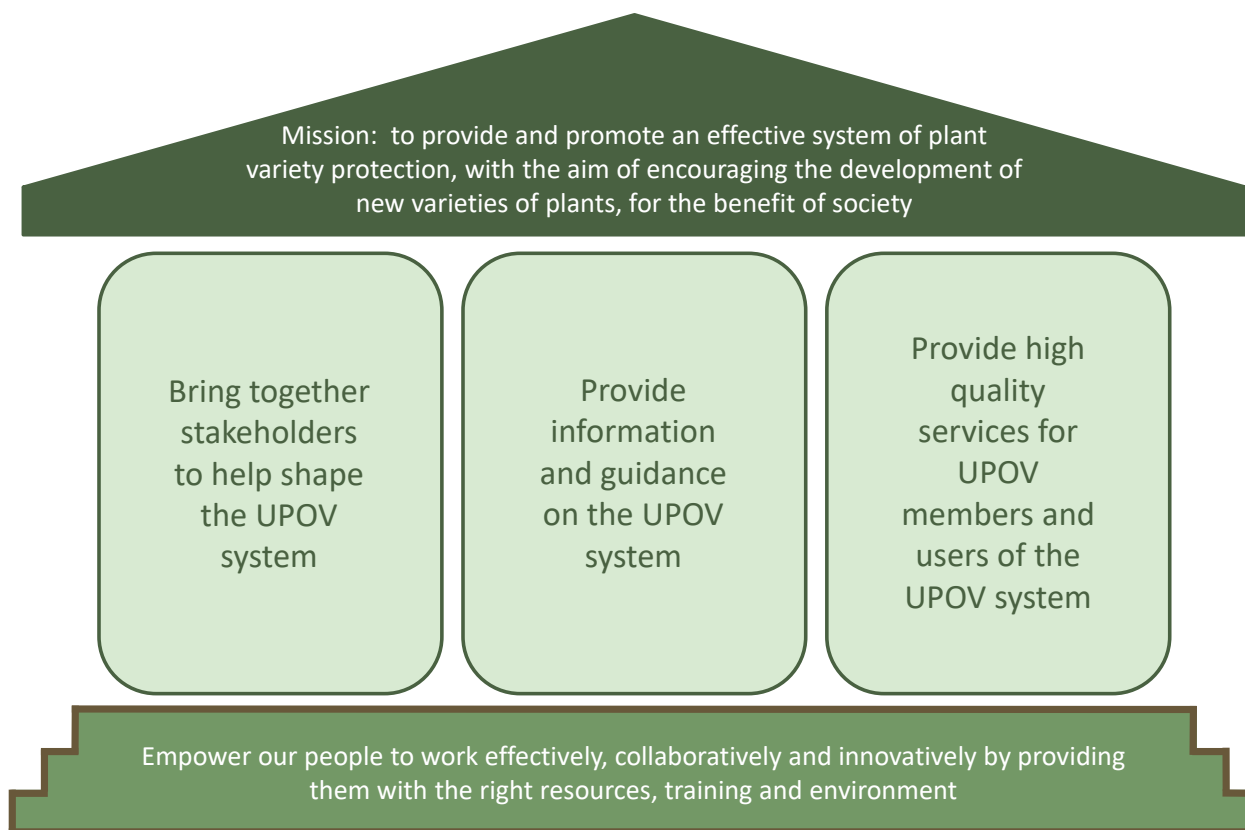 Mission:  to provide and promote an effective system of plant
variety protection, with the aim of encouraging the development of
new varieties of plants, for the benefit of society
Bring together
stakeholders
to help shape
the UPOV
system
Provide
information
and guidance
on the UPOV
system
Provide high
quality
services for
UPOV
members and
users of the
UPOV system
Empower our people to work effectively, collaboratively and innovatively by providing
them with the right resources, training and environment